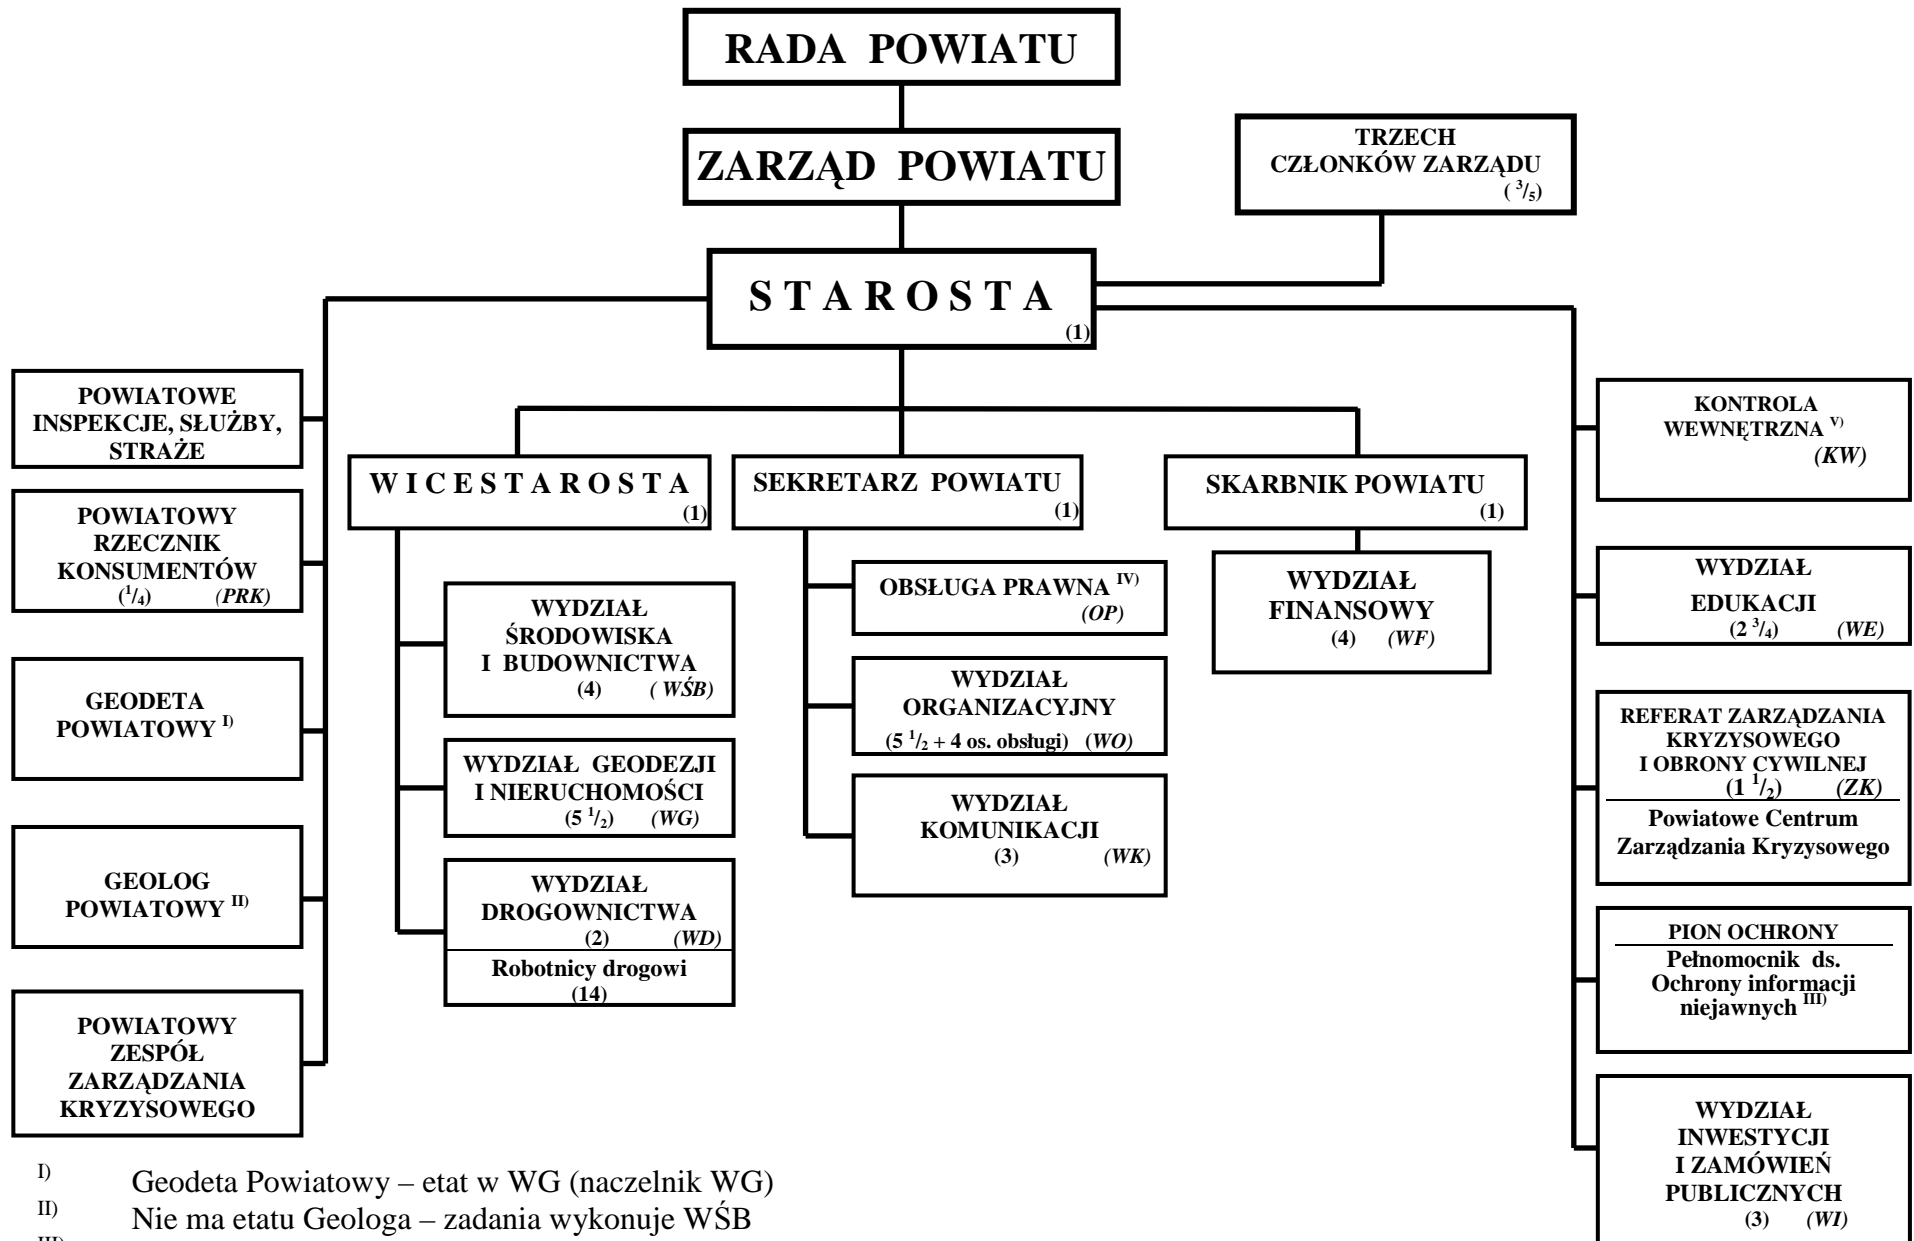 RADA POWIATU
ZARZĄD POWIATU
TRZECH
CZŁONKÓW ZARZĄDU
( 3/5)
S T A R O S T A
(1)
POWIATOWE
INSPEKCJE, SŁUŻBY,
STRAŻE
POWIATOWY
RZECZNIK
KONSUMENTÓW
(1/4) (PRK)
GEODETA
POWIATOWY I)
GEOLOG
POWIATOWY II)
POWIATOWY
ZESPÓŁ
ZARZĄDZANIA
KRYZYSOWEGO
W I C E S T A R O S T A
(1)
WYDZIAŁ
ŚRODOWISKA
I BUDOWNICTWA
(4) ( WŚB)
WYDZIAŁ GEODEZJI
I NIERUCHOMOŚCI
(5 1/2) (WG)
WYDZIAŁ
DROGOWNICTWA
(2) (WD)
Robotnicy drogowi
(14)
SEKRETARZ POWIATU
(1)
OBSŁUGA PRAWNA IV)
(OP)
WYDZIAŁ
ORGANIZACYJNY
(5 1/2 + 4 os. obsługi) (WO)
WYDZIAŁ
KOMUNIKACJI
(3) (WK)
SKARBNIK POWIATU
(1)
WYDZIAŁ
FINANSOWY
(4) (WF)
KONTROLA
WEWNĘTRZNA V)
(KW)
WYDZIAŁ
EDUKACJI
(2 3/4) (WE)
REFERAT ZARZĄDZANIA
KRYZYSOWEGO
I OBRONY CYWILNEJ
(1 1/2) (ZK)
Powiatowe Centrum
Zarządzania Kryzysowego
PION OCHRONY
Pełnomocnik ds.
Ochrony informacji
niejawnych III)
WYDZIAŁ
INWESTYCJI
I ZAMÓWIEŃ
PUBLICZNYCH
(3) (WI)
I) Geodeta Powiatowy – etat w WG (naczelnik WG)
II) Nie ma etatu Geologa – zadania wykonuje WŚB